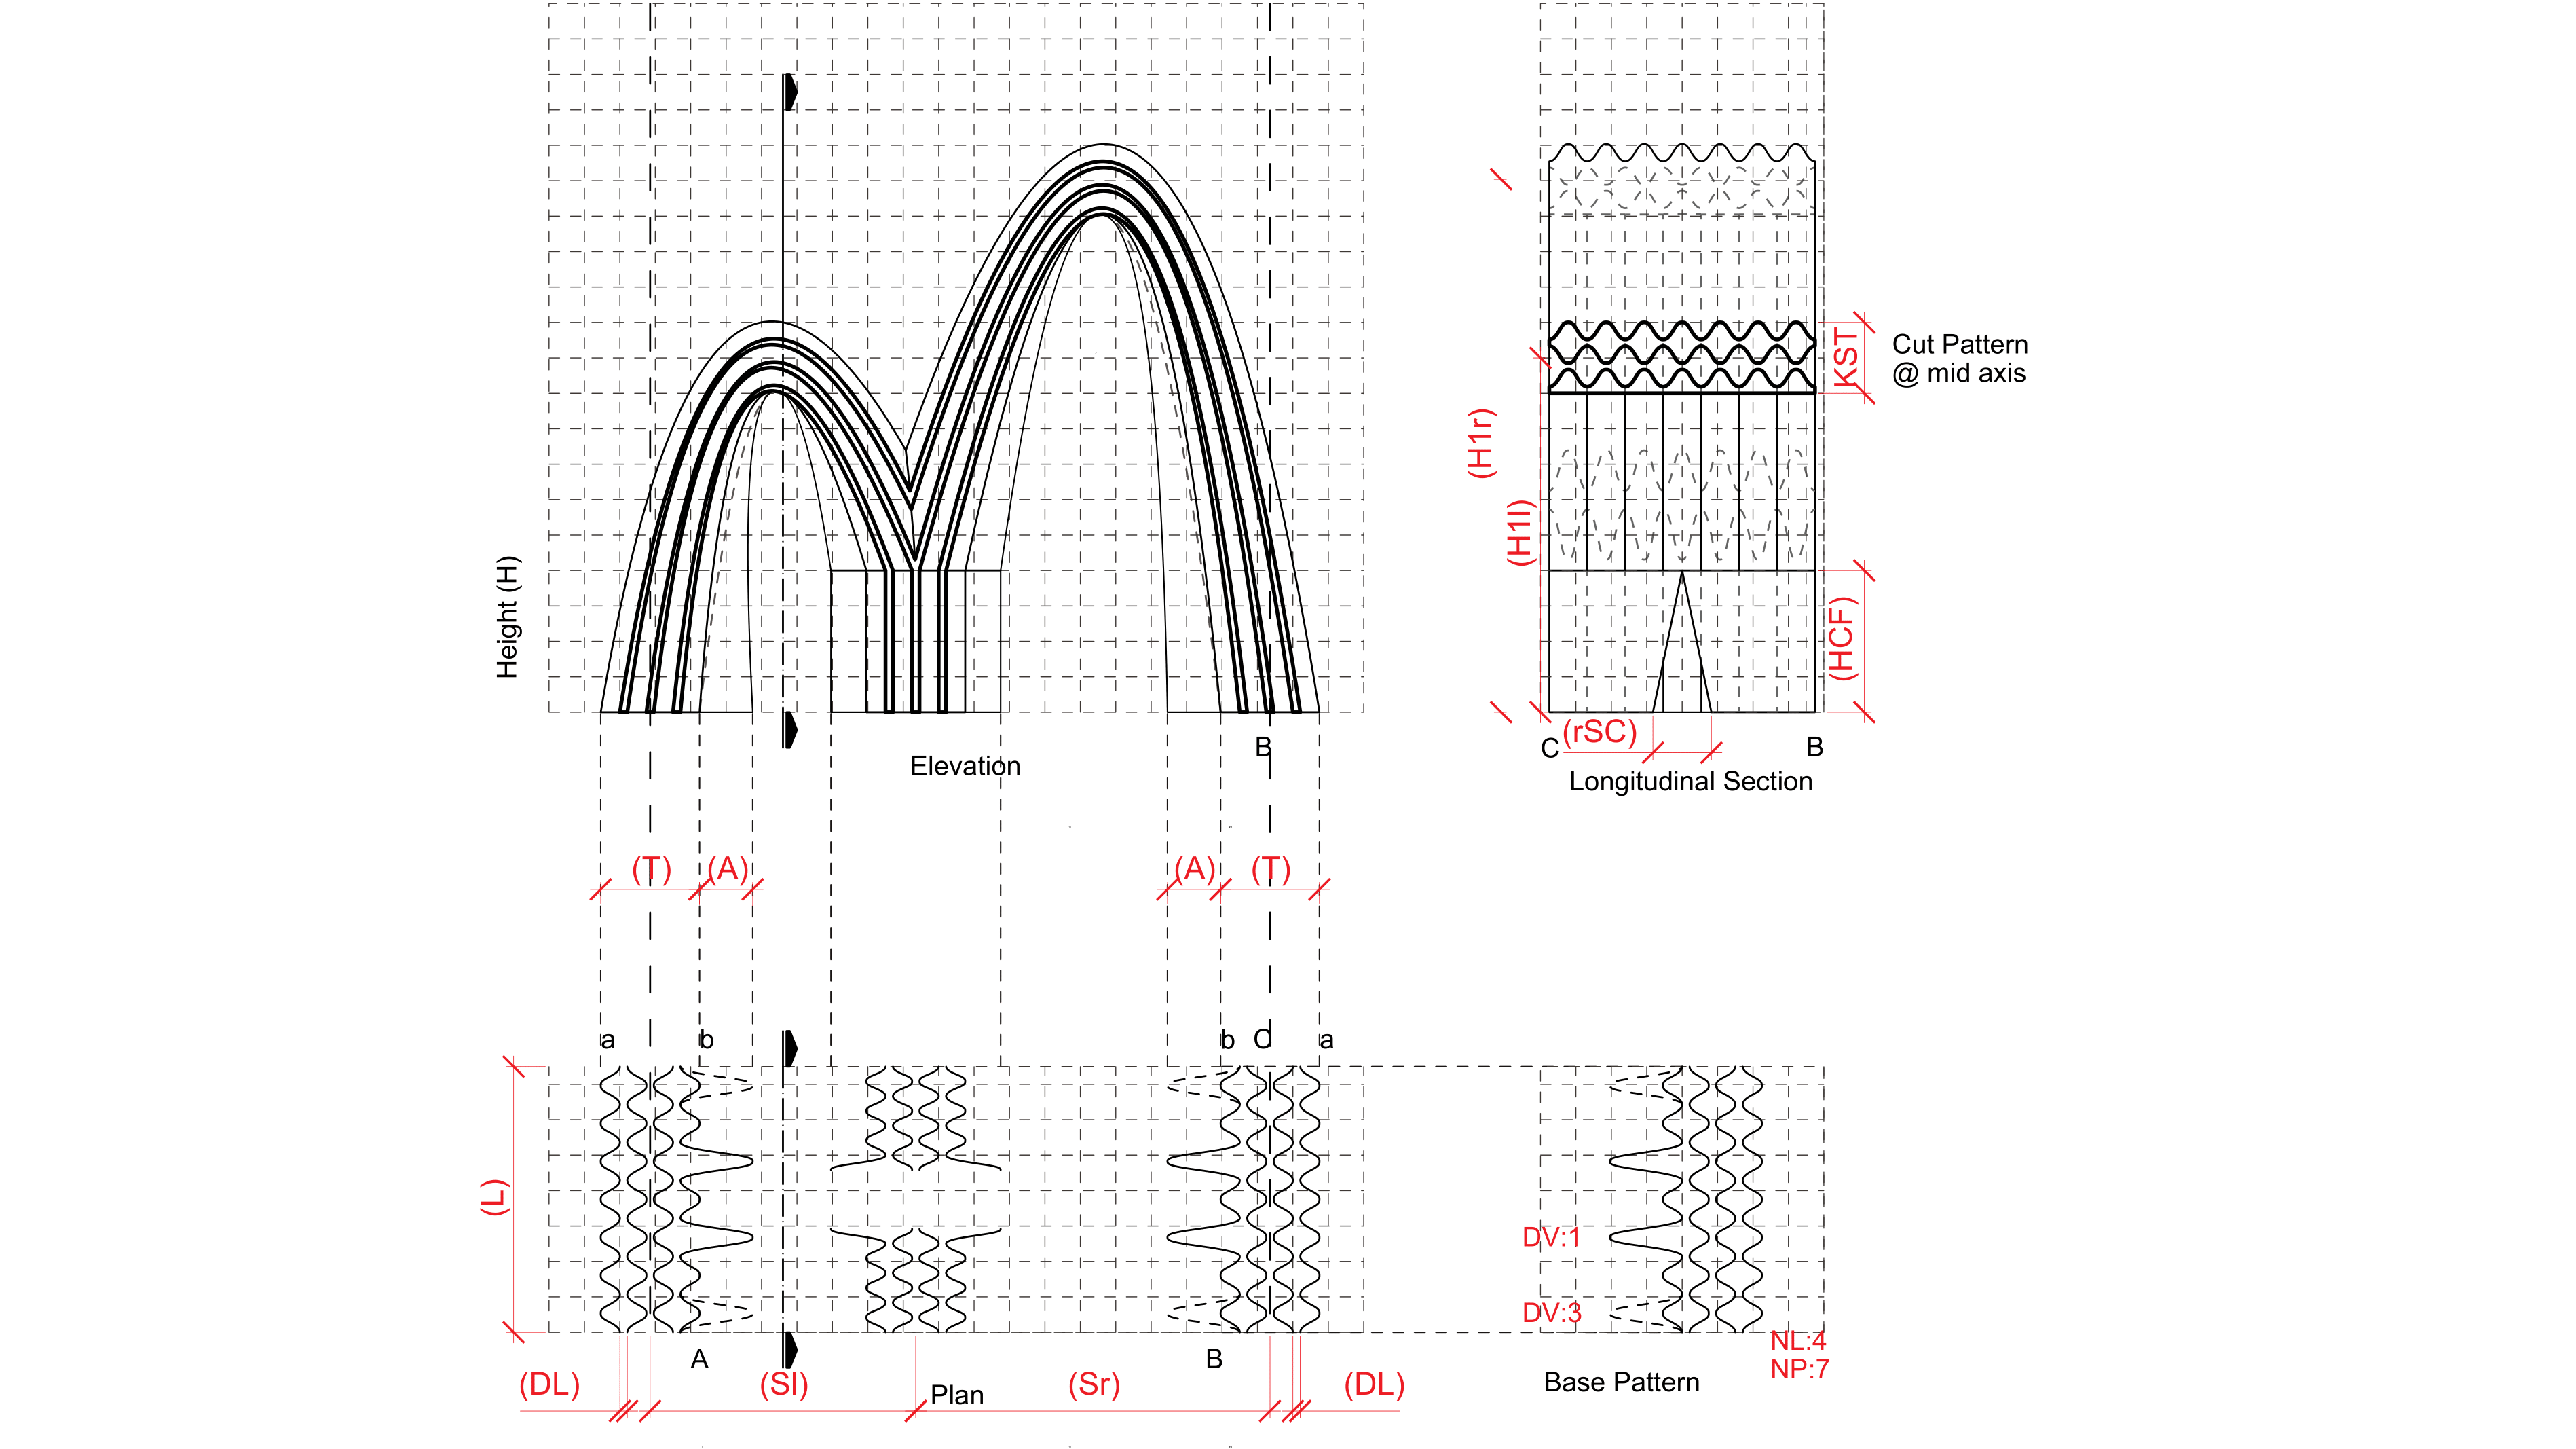 KST
Cut Pattern
@ mid axis
(H1r)
(H1l)
Height (H)
(HCF)
B
C
(rSC)
B
Elevation
Longitudinal Section
(T)
(A)
(A)
(T)
a
b
b
C
a
(L)
DV:1
DV:3
NL:4
NP:7
A
B
(DL)
(Sl)
(Sr)
(DL)
Plan
Base Pattern